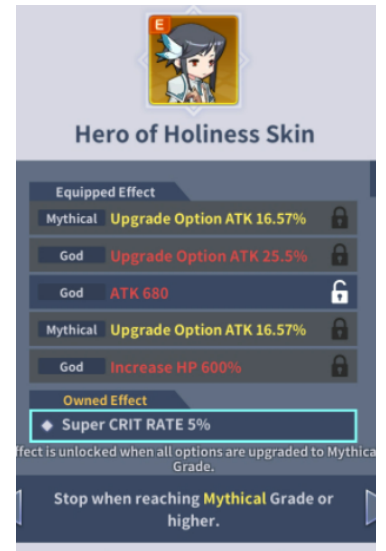 E
Hero of Holiness Skin
Equipped Effect
Mythical Upgrade Option ATK 16.57%
God Upgrade Option ATK 25.5%
God ATK 680
Mythical Upgrade Option ATK 16.57%
God Increase HP 600%
Owned Effect
Super CRIT RATE 5%
ffect is unlocked when all options are upgraded to Mythica
Grade.
Stop when reaching Mythical Grade or
higher.